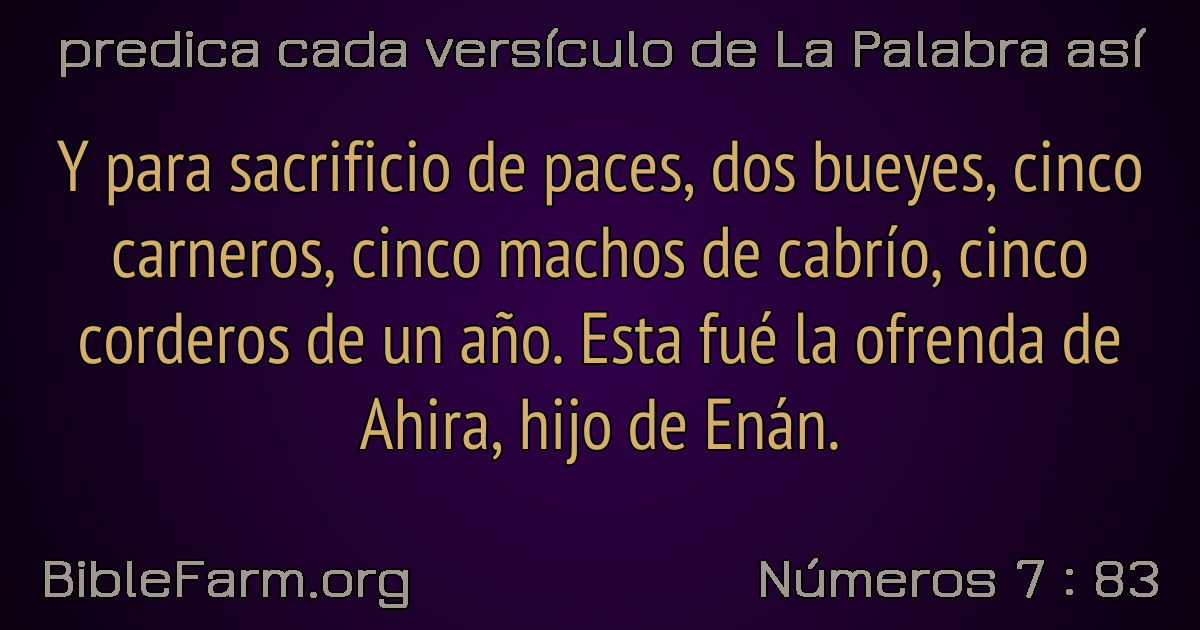 predica cada versículo de La Palabra así
Y para sacrificio de paces, dos bueyes, cinco
carneros, cinco machos de cabrío, cinco
corderos de un año. Esta fué la ofrenda de
Ahira, hijo de Enán.
BibleFarm.org
Números 7 : 83